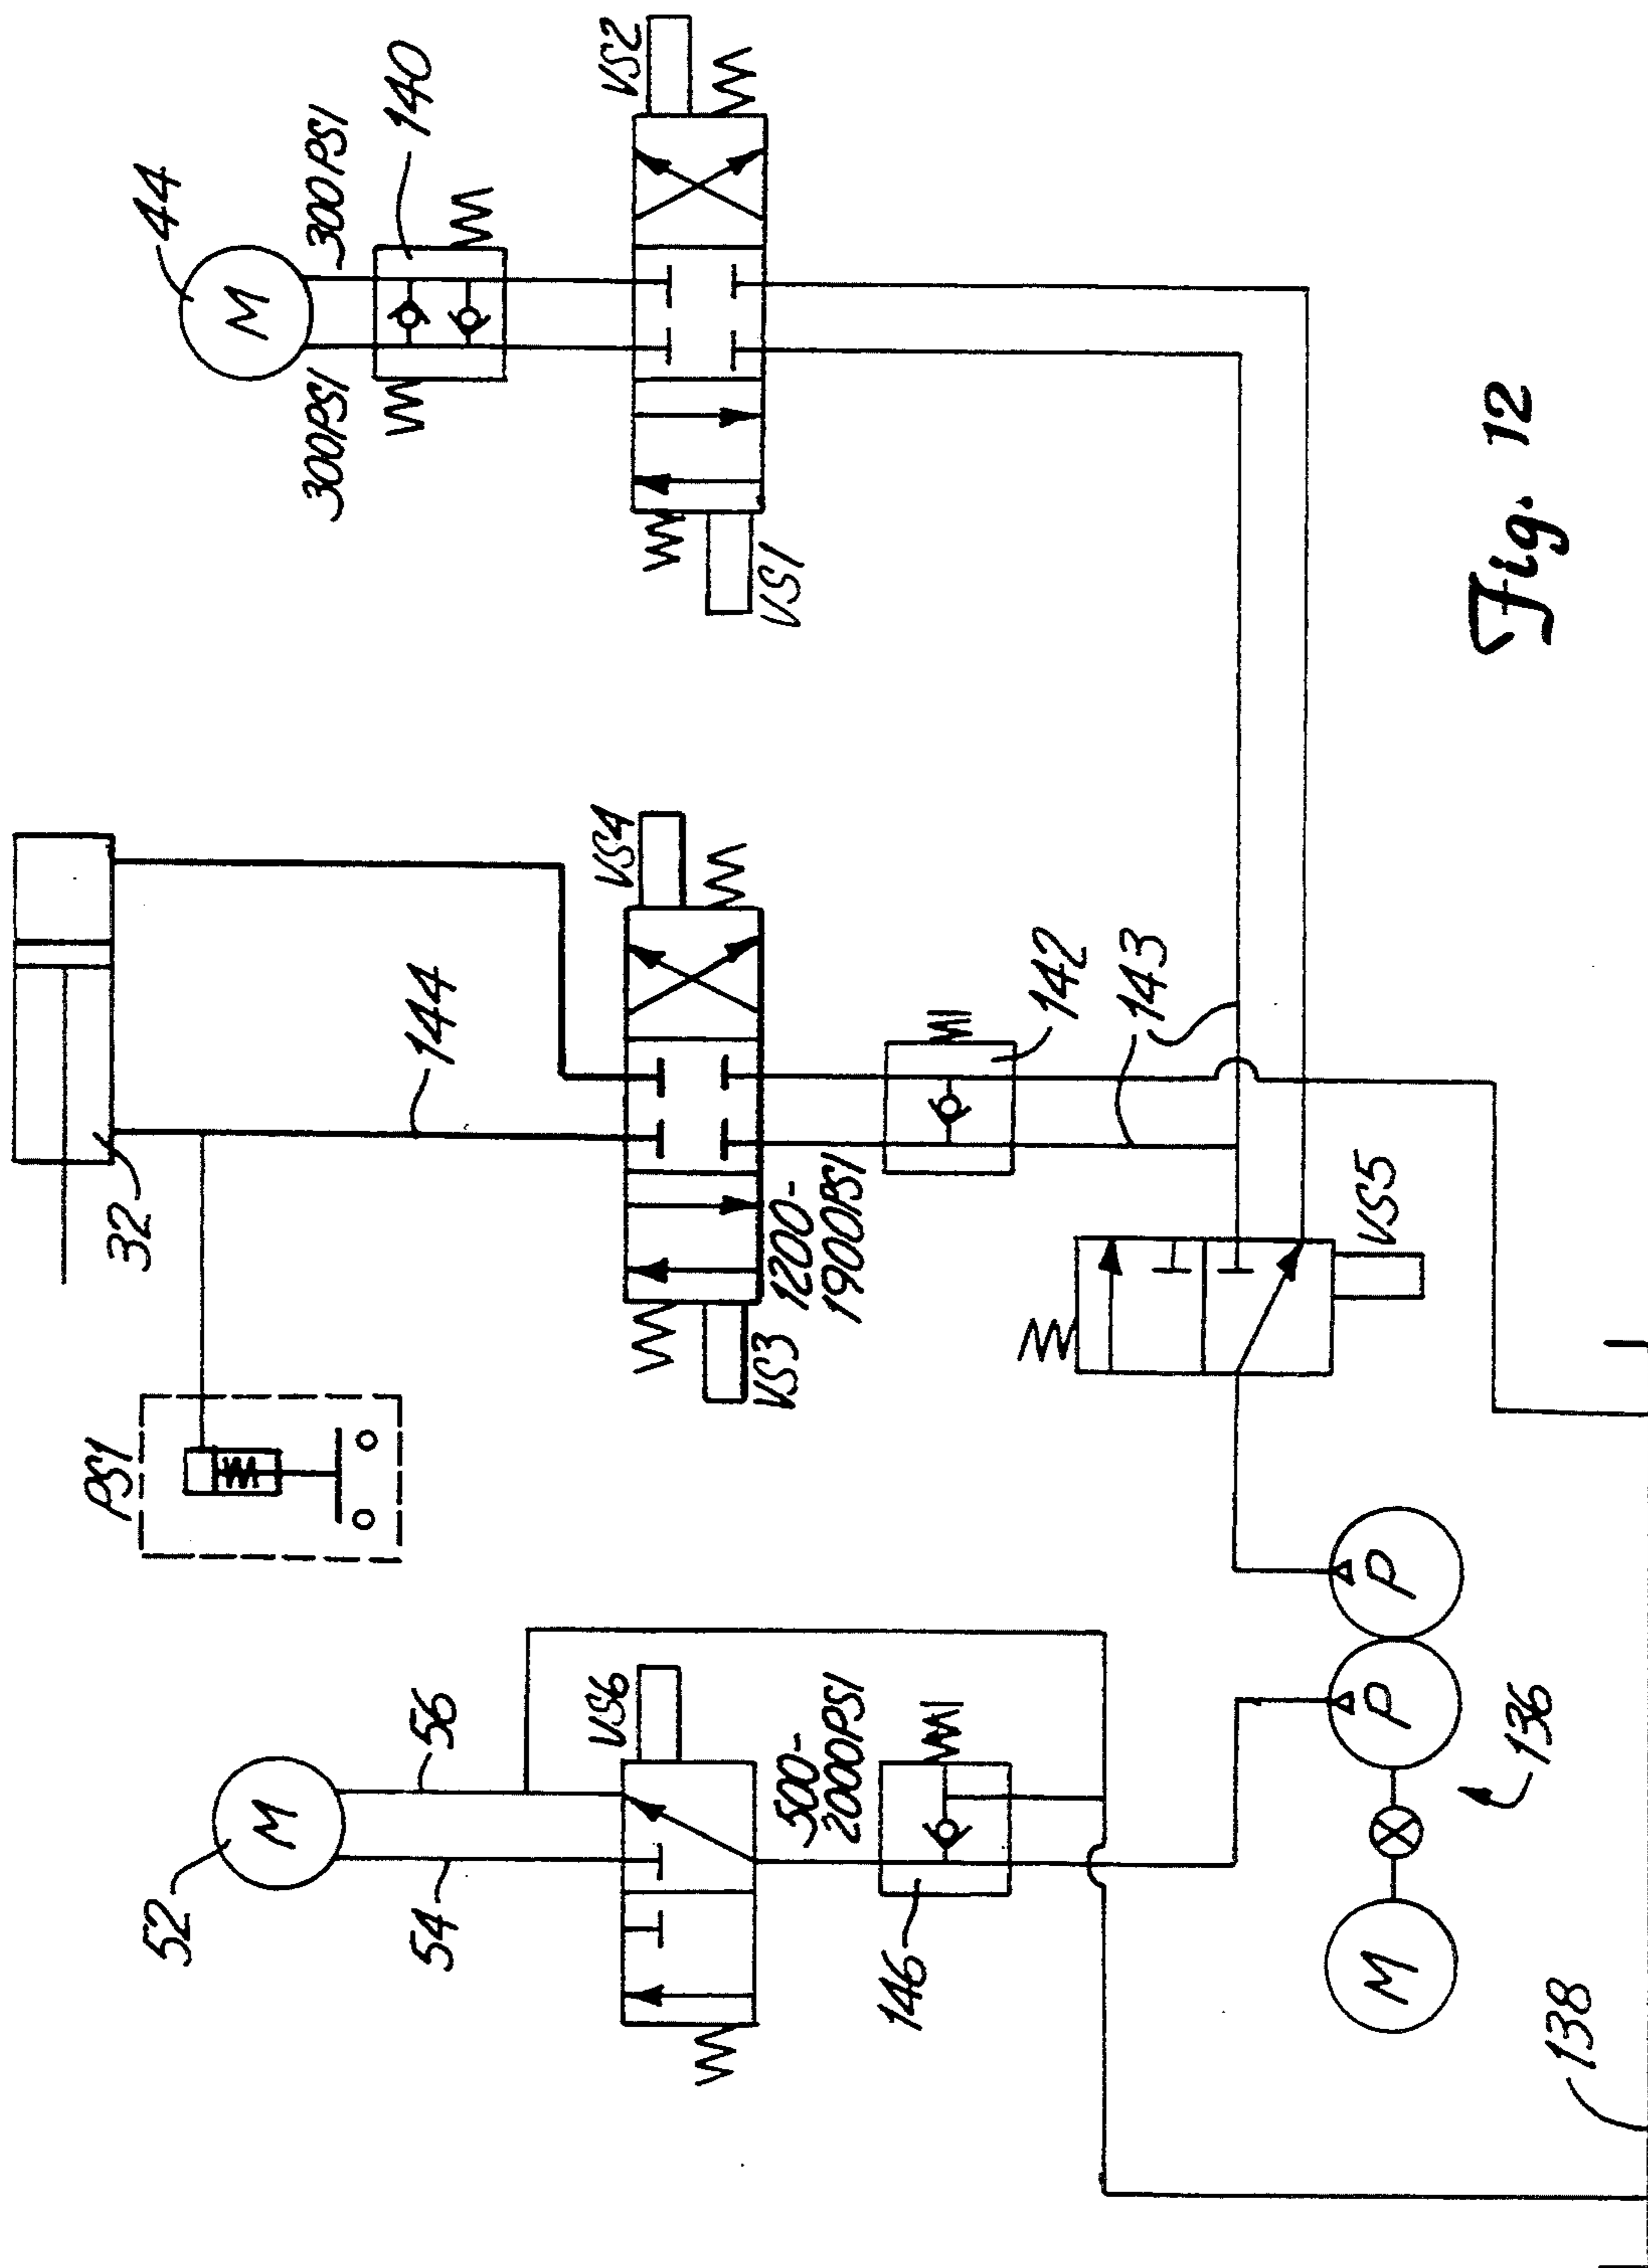 44
300PSI
300PSI
140
VS2
VS1
32
144
PS1
VS4
VS3
1200-
1900PSI
142
143
VS5
52
M
M
54
56
VS6
500-
2000PSI
146
P
P
M
136
138
Fig. 12